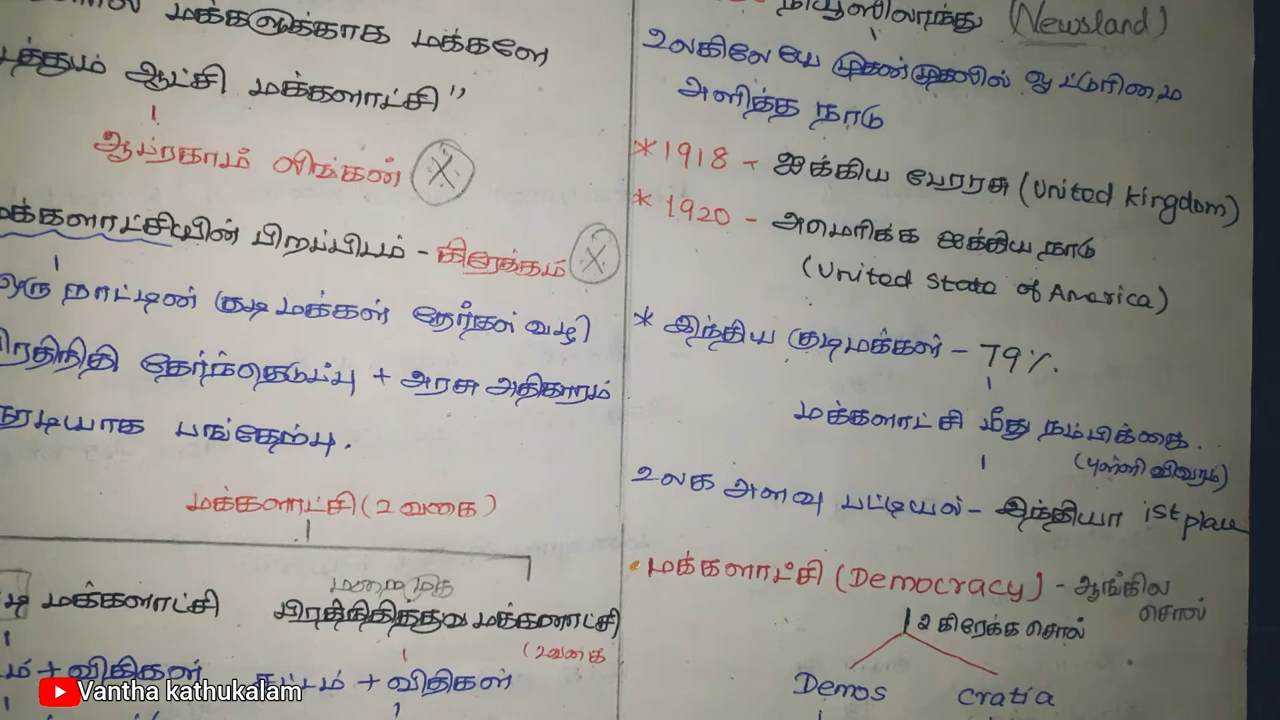 மக்களுக்காக மக்களே
ஆட்சி மக்களாட்சி"
ஆப்ரகாம் லிங்கன்
மக்களாட்சியின் பிறப்பிடம் - கிரேக்கம்
ஒரு நாட்டின் குடிமக்கள் தேர்தல் வழி
பிரதிநிதி தேர்ந்தெடுப்பு + அரசு அதிகாரம்
நேரடியாக பங்கேற்பு.
மக்களாட்சி (2 வகை)
மறைமுக
மக்களாட்சி பிரதிநிதித்துவ மக்களாட்சி
(2வகை
+ விதிகள் சட்டம் + விதிகள்
Vantha kathukalam
நியூஸிலாந்து (Newsland)
உலகிலேயே முதன்முதலில் ஓட்டுரிமை
அளித்த நாடு
* 1918 - ஐக்கிய பேரரசு (United Kingdom)
* 1920 - அமெரிக்க ஐக்கிய நாடு
(United State of America)
* இந்திய குடிமக்கள் - 79%.
மக்களாட்சி மீது நம்பிக்கை.
(புள்ளி விவரம்)
உலக அளவு பட்டியல் - இந்தியா 1st place
மக்களாட்சி (Democracy) - ஆங்கில
சொல்
2 கிரேக்க சொல்
Demos cratia